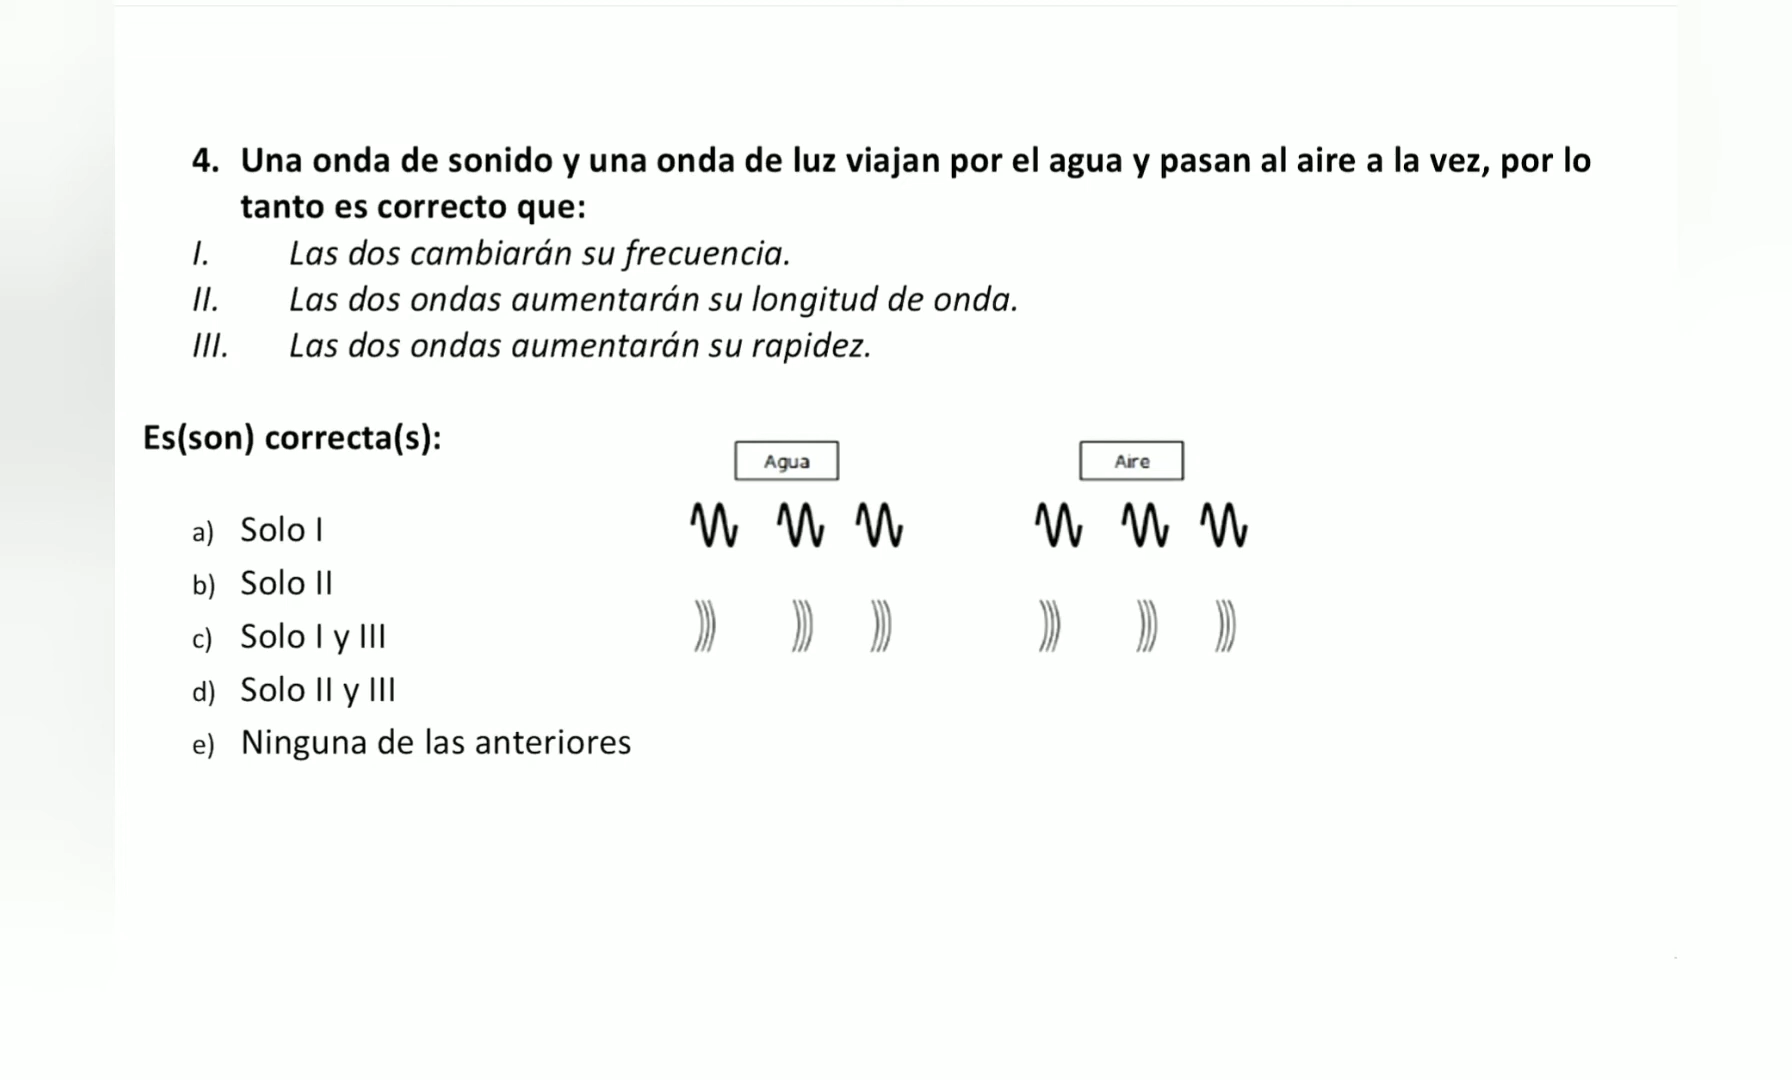 4. Una onda de sonido y una onda de luz viajan por el agua y pasan al aire a la vez, por lo
tanto es correcto que:
I. Las dos cambiarán su frecuencia.
II. Las dos ondas aumentarán su longitud de onda.
III. Las dos ondas aumentarán su rapidez.
Es(son) correcta(s):
a) Solo I
b) Solo II
c) Solo I y III
d) Solo II y III
e) Ninguna de las anteriores
Agua
Aire